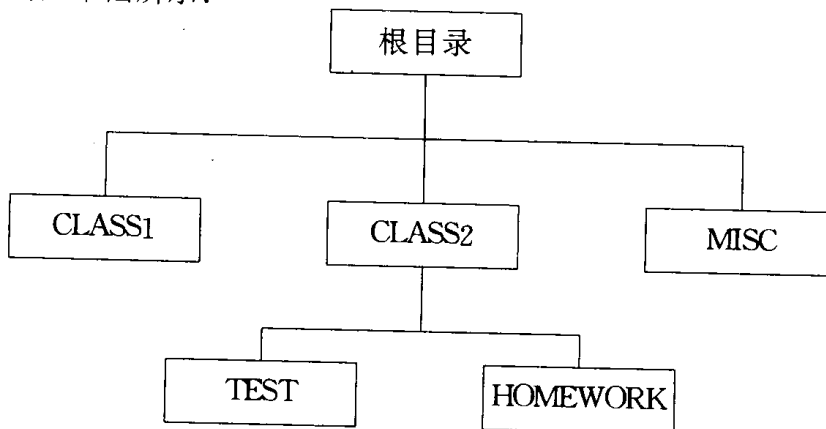 根目录
CLASS1
CLASS2
MISC
TEST
HOMEWORK